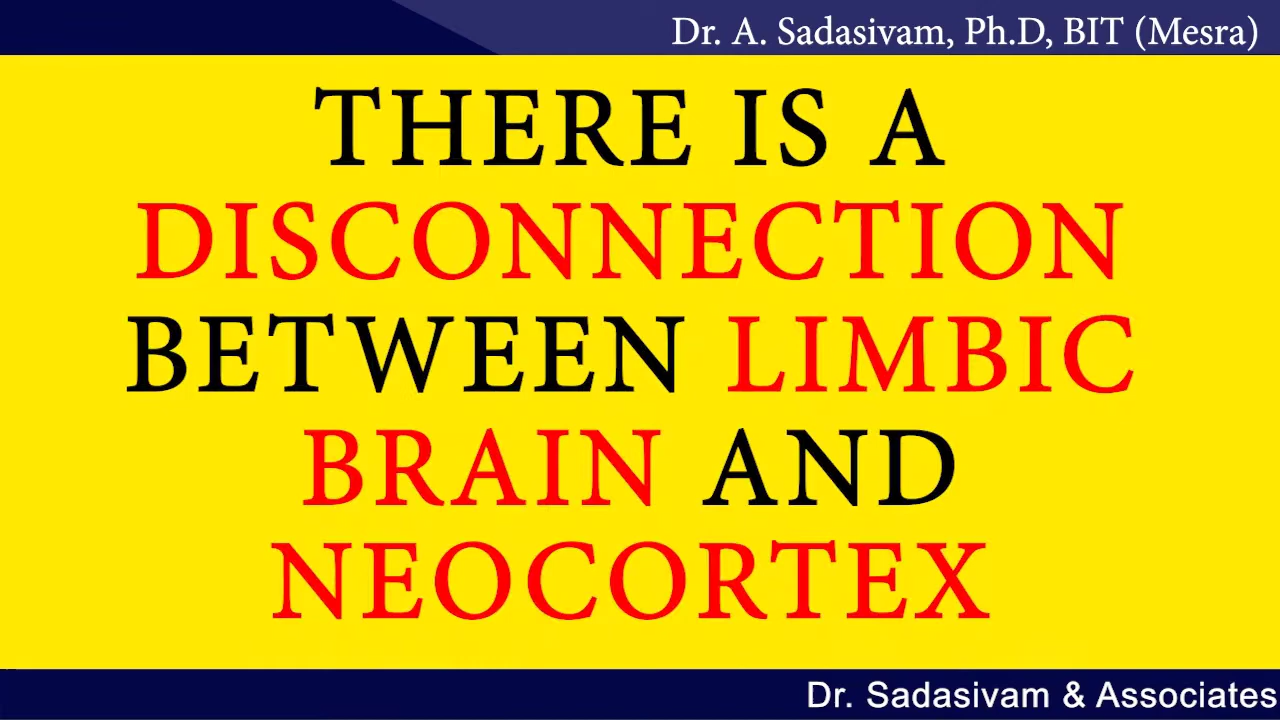 Dr. A. Sadasivam, Ph.D, BIT (Mesra)
THERE IS A
DISCONNECTION
BETWEEN LIMBIC
BRAIN AND
NEOCORTEX
Dr. Sadasivam & Associates